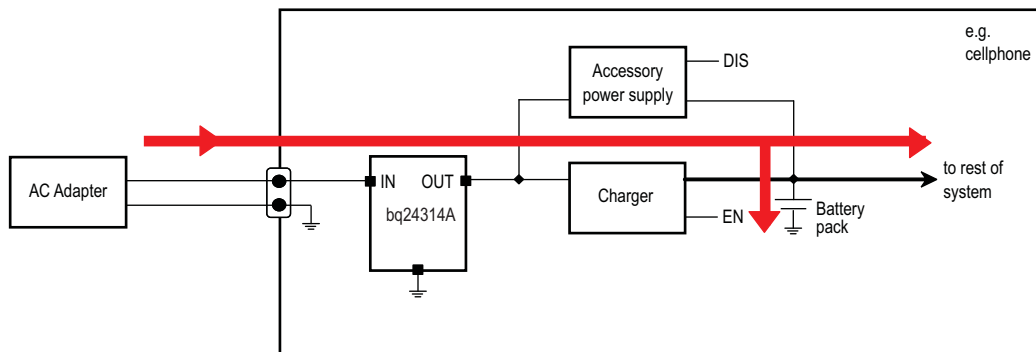 e.g.
cellphone
Accessory
power supply
DIS
AC Adapter
IN
OUT
bq24314A
Charger
EN
to rest of
system
Battery
pack